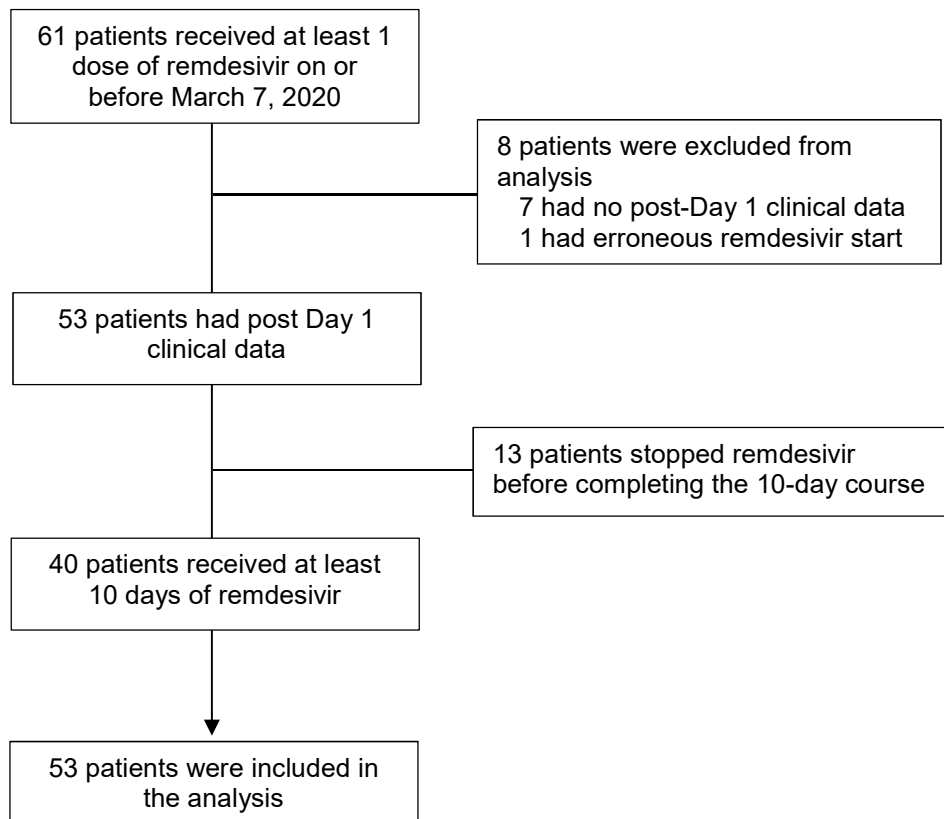 61 patients received at least 1
dose of remdesivir on or
before March 7, 2020
8 patients were excluded from
analysis
7 had no post-Day 1 clinical data
1 had erroneous remdesivir start
53 patients had post Day 1
clinical data
13 patients stopped remdesivir
before completing the 10-day course
40 patients received at least
10 days of remdesivir
53 patients were included in
the analysis